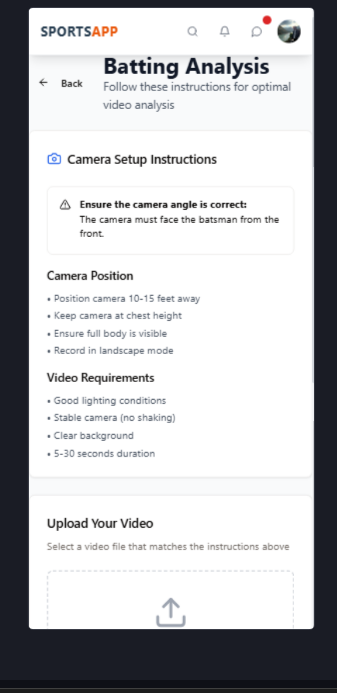 SPORTSAPP
Batting Analysis
Back
Follow these instructions for optimal
video analysis
Camera Setup Instructions
Ensure the camera angle is correct:
The camera must face the batsman from the
front.
Camera Position
• Position camera 10-15 feet away
• Keep camera at chest height
• Ensure full body is visible
• Record in landscape mode
Video Requirements
• Good lighting conditions
• Stable camera (no shaking)
• Clear background
• 5-30 seconds duration
Upload Your Video
Select a video file that matches the instructions above